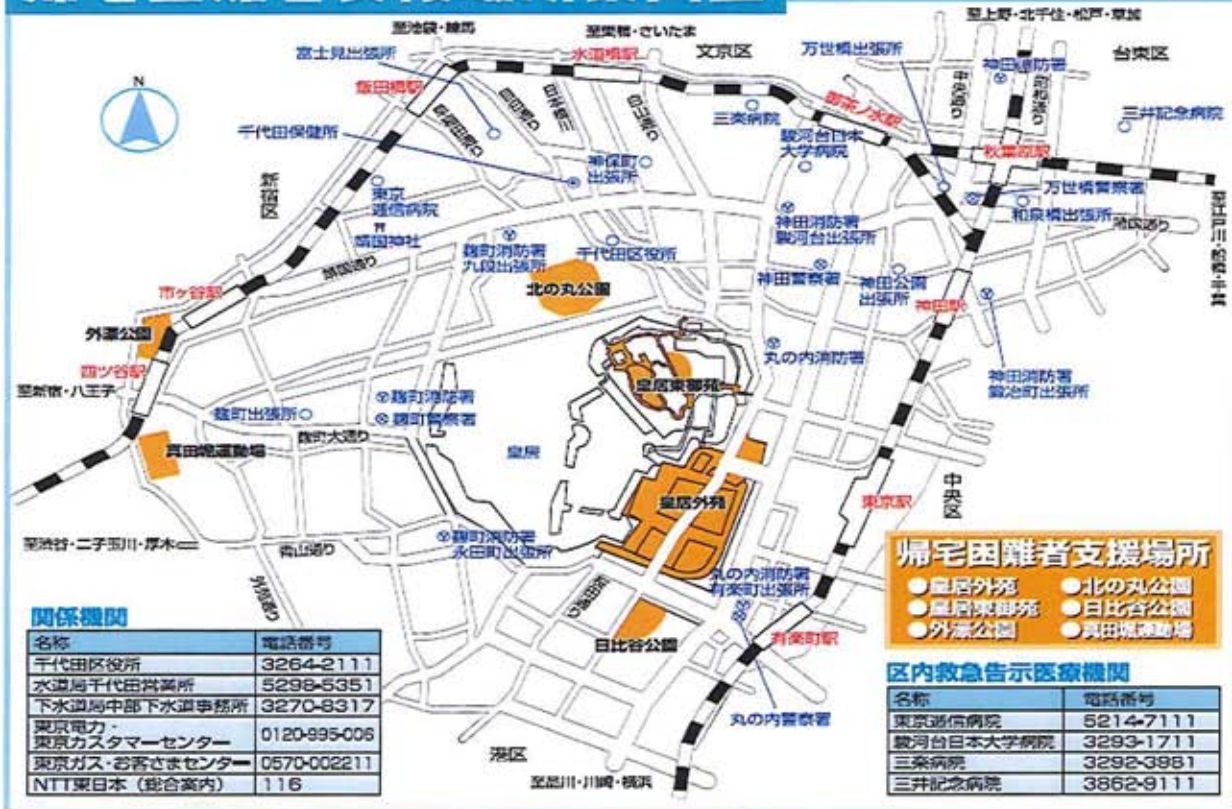 至池袋・練馬
至板橋・さいたま
至上野・北千住・松戸・草加
富士見出張所
水道橋駅
文京区
万世橋出張所
台東区
神田消防署
飯田橋駅
中央通り
昭和通り
N
御茶ノ水駅
三井記念病院
三楽病院
千代田保健所
白山通り
駿河台日本
大学病院
秋葉原駅
神保町
出張所
新宿区
東京
逓信病院
万世橋警察署
和泉橋出張所
靖国通り
靖国神社
神田消防署
駿河台出張所
麹町消防署
九段出張所
千代田区役所
靖国通り
北の丸公園
神田警察署
神田公園
出張所
市ヶ谷駅
神田駅
外濠公園
丸の内消防署
四ツ谷駅
皇居東御苑
神田消防署
鍛冶町出張所
至新宿・八王子
麹町消防署
麹町出張所
麹町警察署
麹町大通り
真田堀運動場
皇居
中央区
皇居外苑
東京駅
至渋谷・二子玉川・厚木
青山通り
麹町消防署
永田町出張所
外堀通り
丸の内消防署
有楽町出張所
日比谷公園
有楽町駅
丸の内警察署
港区
至品川・川崎・横浜
帰宅困難者支援場所
●皇居外苑 ●北の丸公園
●皇居東御苑 ●日比谷公園
●外濠公園 ●真田堀運動場
関係機関
名称 電話番号
千代田区役所 3264-2111
水道局千代田営業所 5298-5351
下水道局中部下水道事務所 3270-8317
東京電力・
東京カスタマーセンター 0120-995-006
東京ガス・お客さまセンター 0570-002211
NTT東日本（総合案内） 116
区内救急告示医療機関
名称 電話番号
東京逓信病院 5214-7111
駿河台日本大学病院 3293-1711
三楽病院 3292-3981
三井記念病院 3862-9111